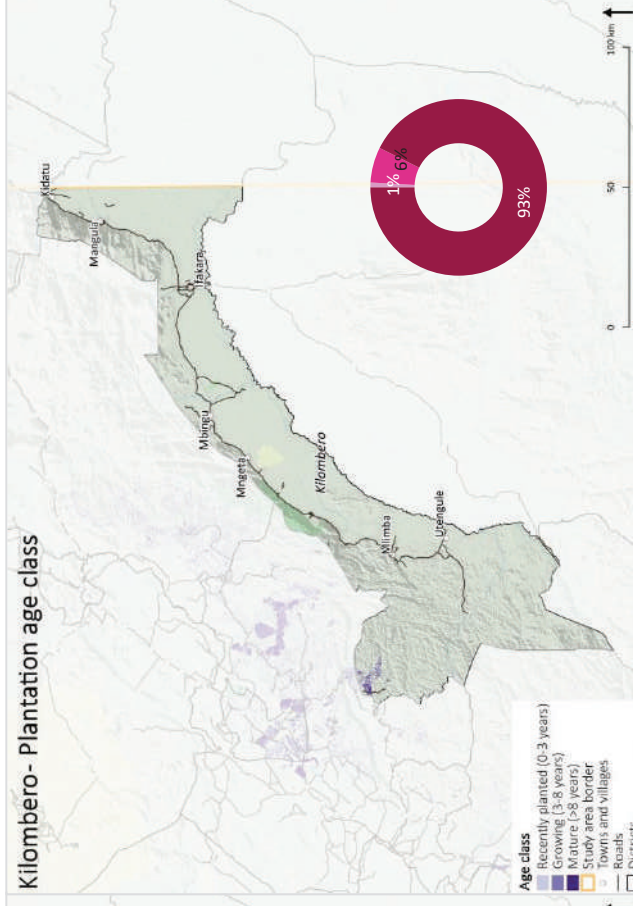 Kilombero - Plantation age class
Kidatu
Mangula
Ifakara
Mbingu
Mngeta
Kilombero
Mlimba
Utengule
1%
6%
93%
0
50
100 km
Age class
Recently planted (0-3 years)
Growing (3-8 years)
Mature (>8 years)
Study area border
Towns and villages
Roads
Districts